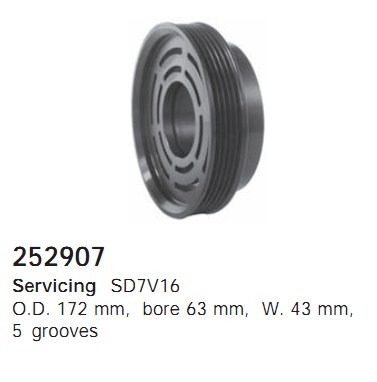 252907
Servicing SD7V16
O.D. 172 mm, bore 63 mm, W. 43 mm,
5 grooves